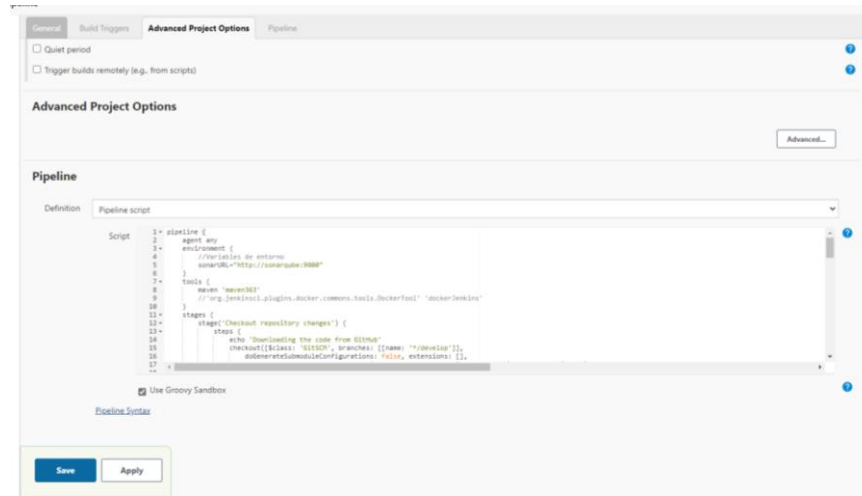 peline
General Build Triggers Advanced Project Options Pipeline
Quiet period
Trigger builds remotely (e.g., from scripts)
Advanced Project Options
Advanced...
Pipeline
Definition Pipeline script
Script
1 pipeline {
2 agent any
3 environment {
4 //Variables de entorno
5 sonarURL="http://sonarqube:9000"
6 }
7 tools {
8 maven 'maven363'
9 //'org.jenkinsci.plugins.docker.commons.tools.DockerTool' 'dockerJenkins'
10 }
11 stages {
12 stage('Checkout repository changes') {
13 steps {
14 echo 'Downloading the code from GitHub'
15 checkout([$class: 'GitSCM', branches: [[name: '*/develop']],
16 doGenerateSubmoduleConfigurations: false, extensions: [],
17
Use Groovy Sandbox
Pipeline Syntax
Save Apply